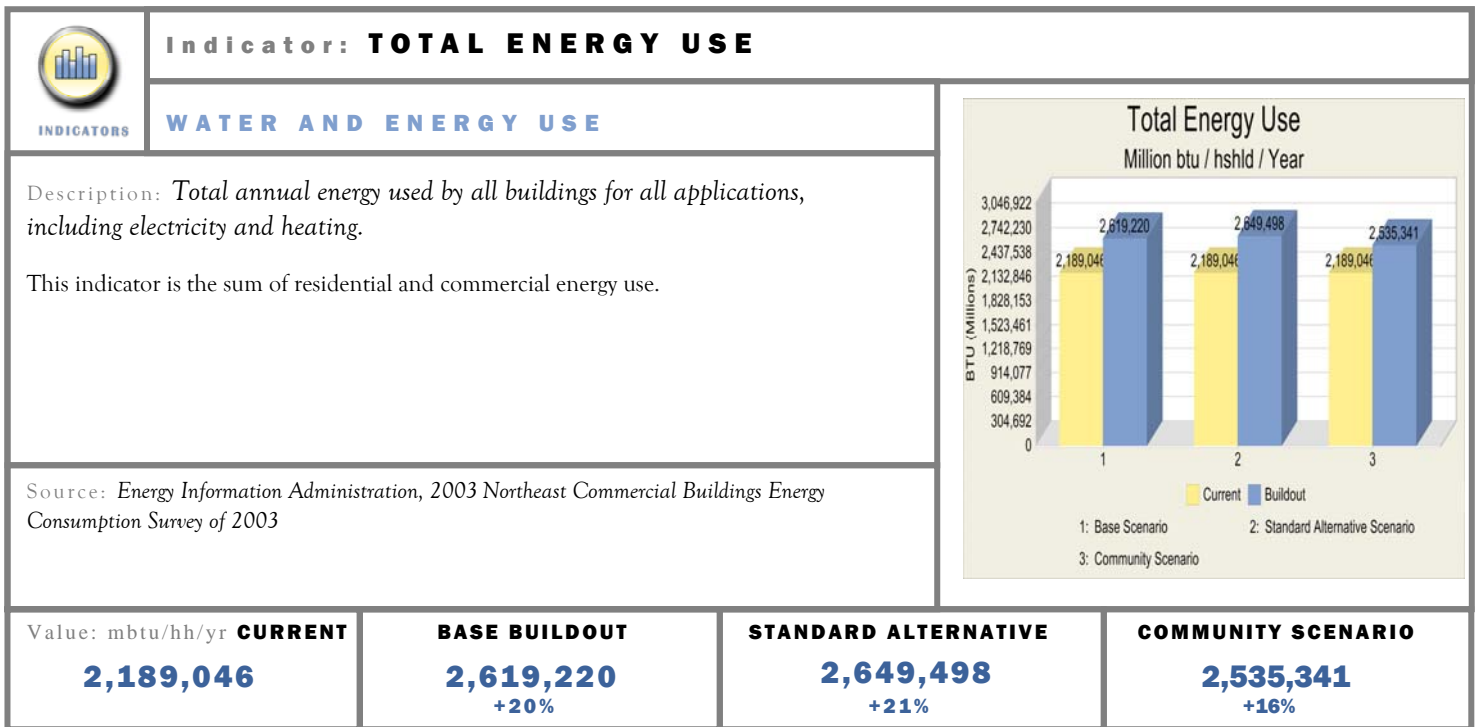 INDICATORS
Indicator: TOTAL ENERGY USE
WATER AND ENERGY USE
Description: Total annual energy used by all buildings for all applications,
including electricity and heating.
This indicator is the sum of residential and commercial energy use.
Source: Energy Information Administration, 2003 Northeast Commercial Buildings Energy
Consumption Survey of 2003
Total Energy Use
Million btu / hshld / Year
BTU (Millions)
3,046,922
2,742,230
2,437,538
2,132,846
1,828,153
1,523,461
1,218,769
914,077
609,384
304,692
0
2,189,046
2,619,220
2,189,046
2,649,498
2,189,046
2,535,341
1 2 3
Current Buildout
1: Base Scenario 2: Standard Alternative Scenario
3: Community Scenario
Value: mbtu/hh/yr CURRENT
2,189,046
BASE BUILDOUT
2,619,220
+20%
STANDARD ALTERNATIVE
2,649,498
+21%
COMMUNITY SCENARIO
2,535,341
+16%